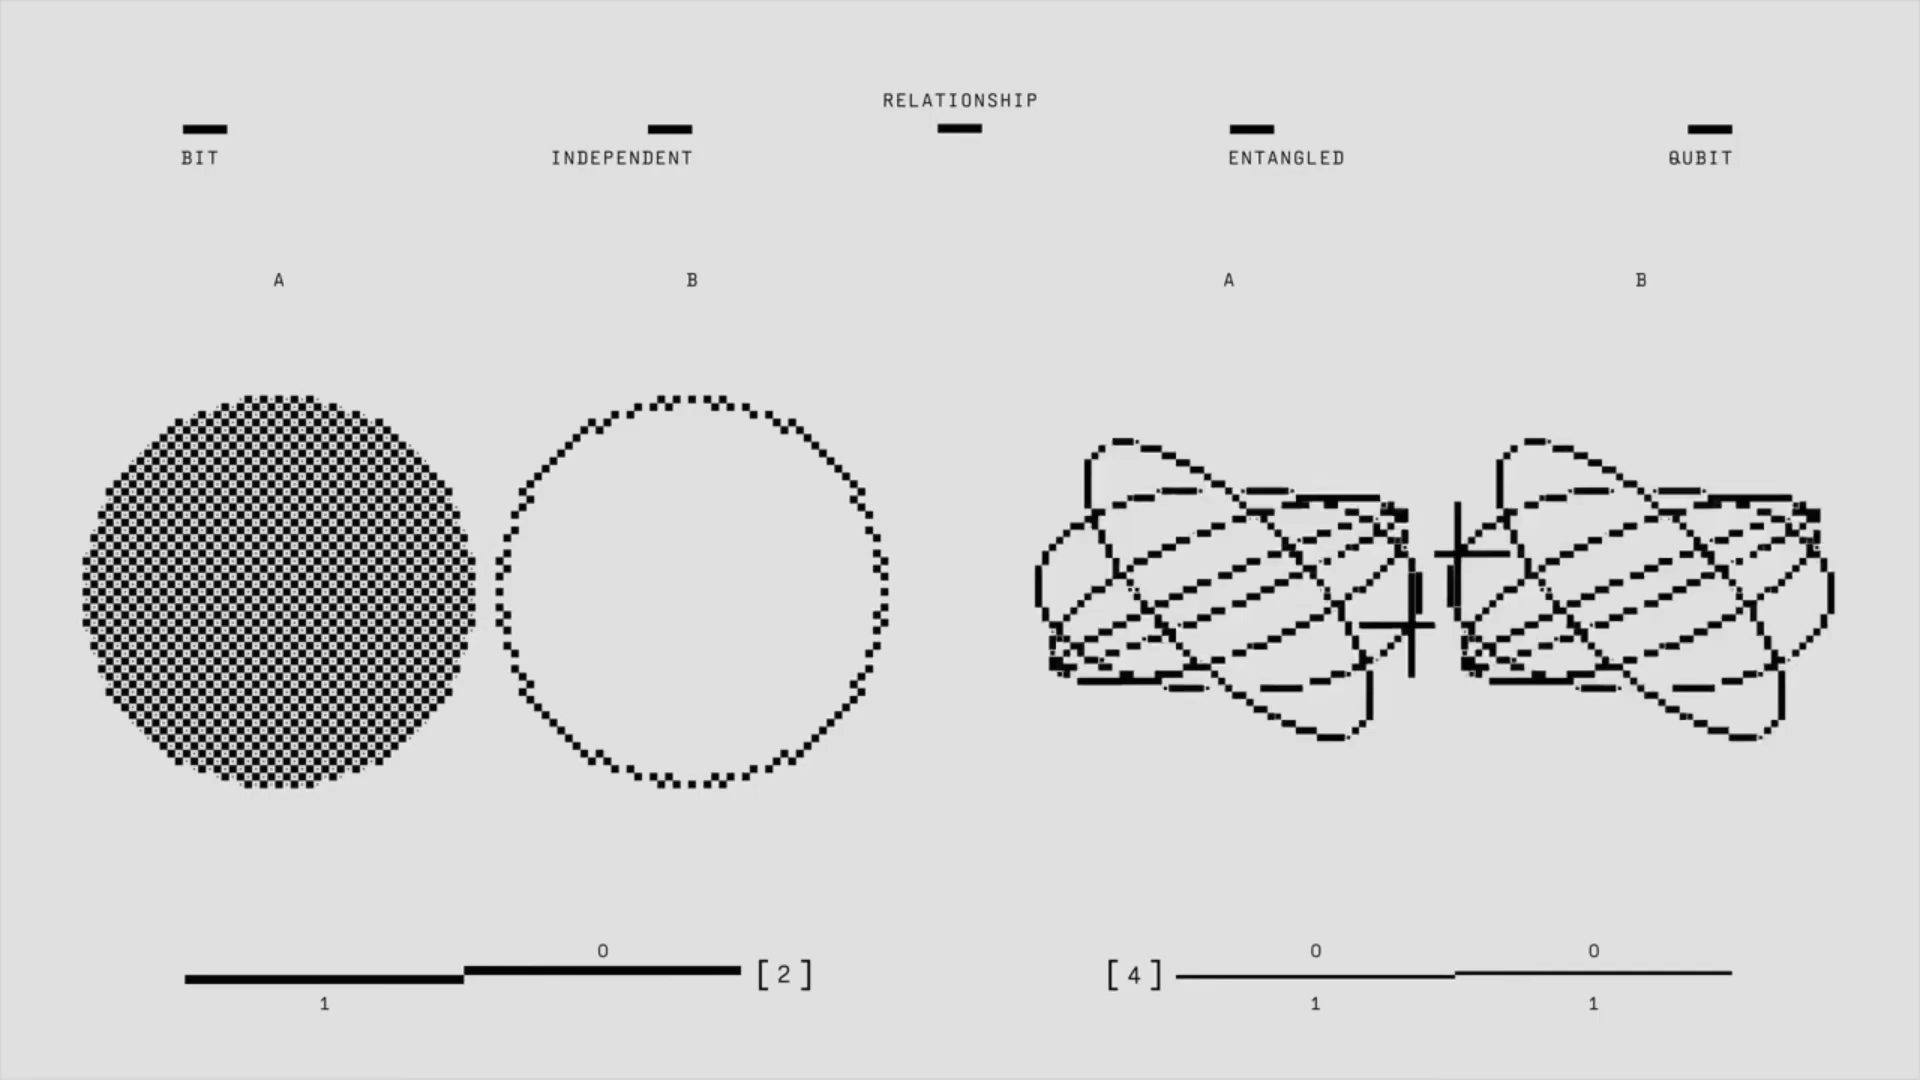 RELATIONSHIP
BIT
INDEPENDENT
ENTANGLED
QUBIT
A
B
A
B
0
[2]
1
[4]
0
0
1
1